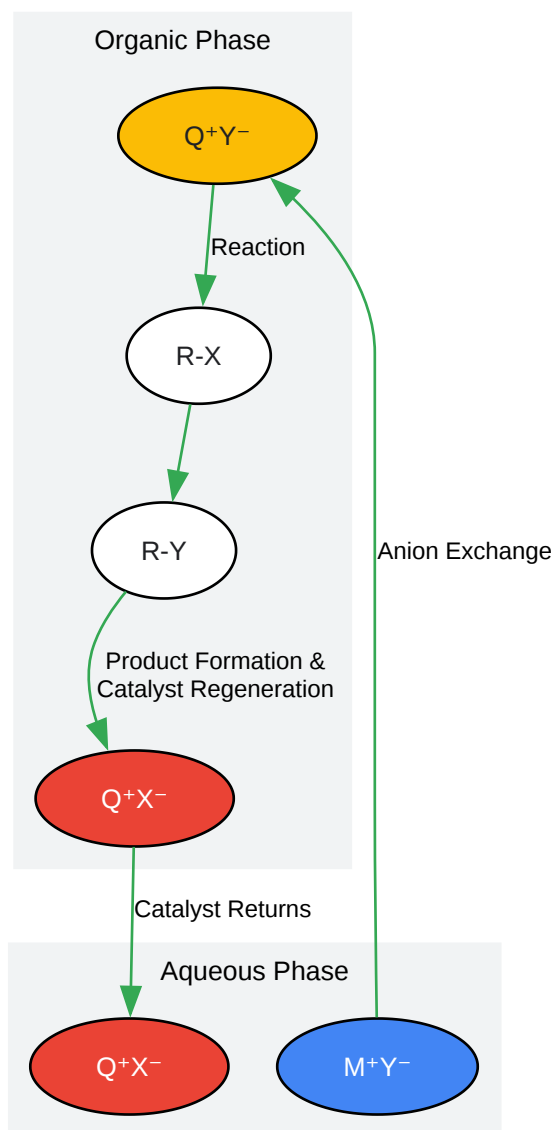 Organic Phase
Q⁺Y⁻
Reaction
R-X
R-Y
Anion Exchange
Product Formation &
Catalyst Regeneration
Q⁺X⁻
Catalyst Returns
Aqueous Phase
Q⁺X⁻
M⁺Y⁻